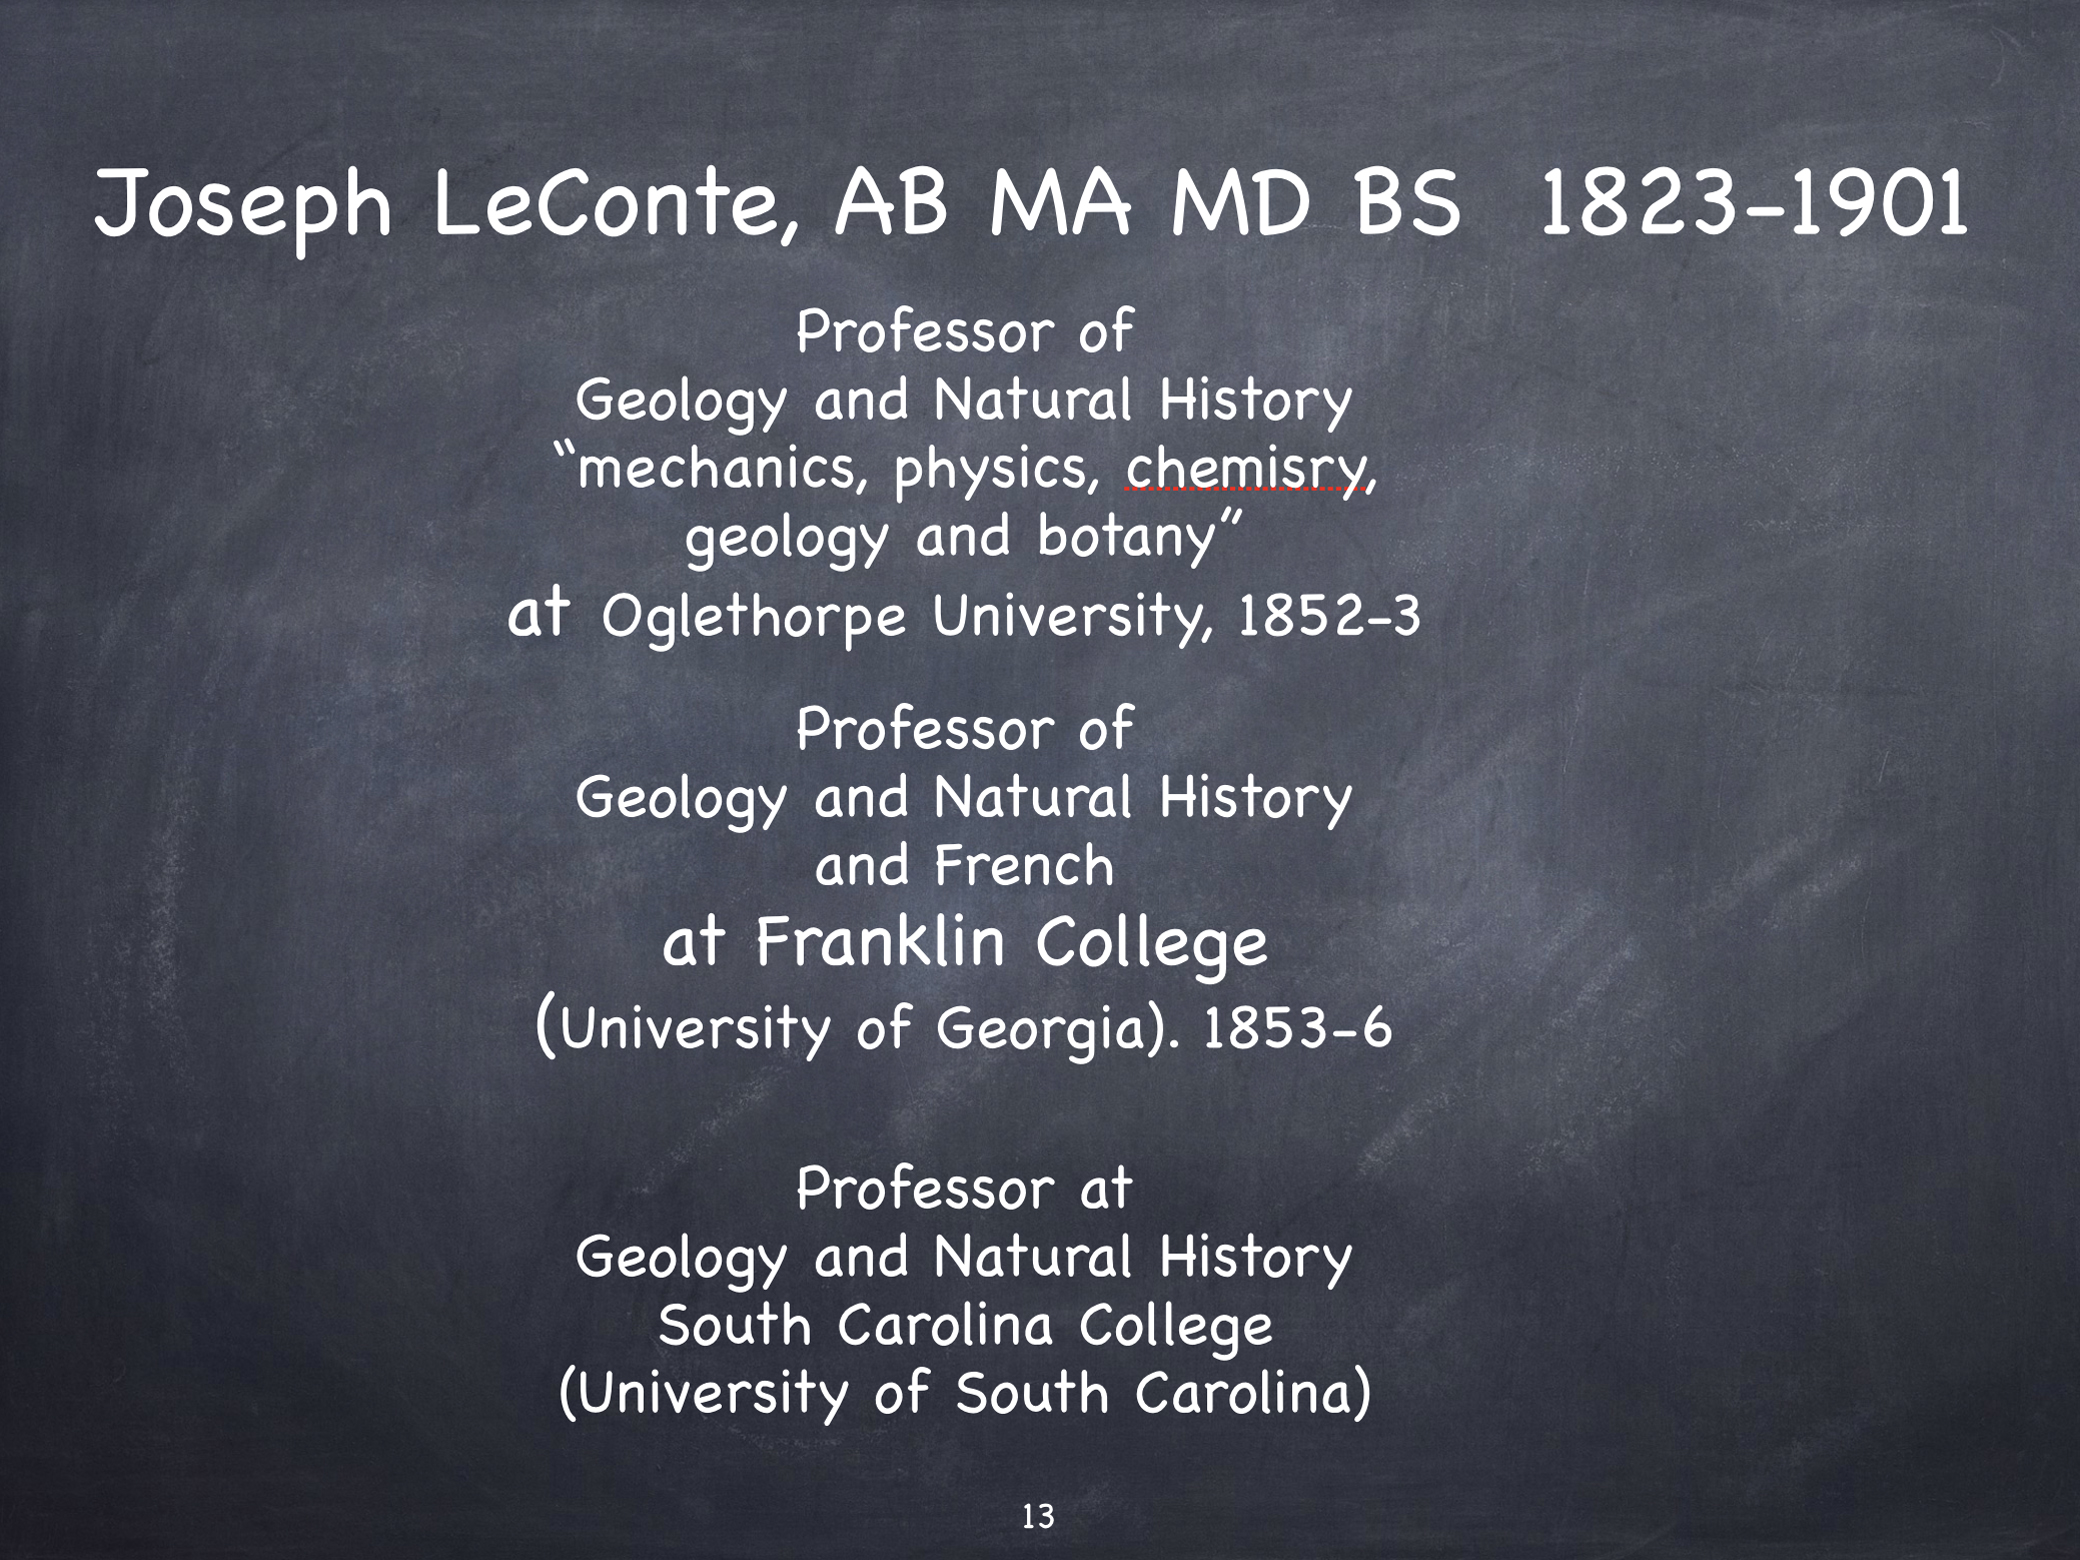 Joseph LeConte, AB MA MD BS 1823-1901
Professor of
Geology and Natural History
“mechanics, physics, chemisry,
geology and botany”
at Oglethorpe University, 1852-3
Professor of
Geology and Natural History
and French
at Franklin College
(University of Georgia). 1853-6
Professor at
Geology and Natural History
South Carolina College
(University of South Carolina)
13